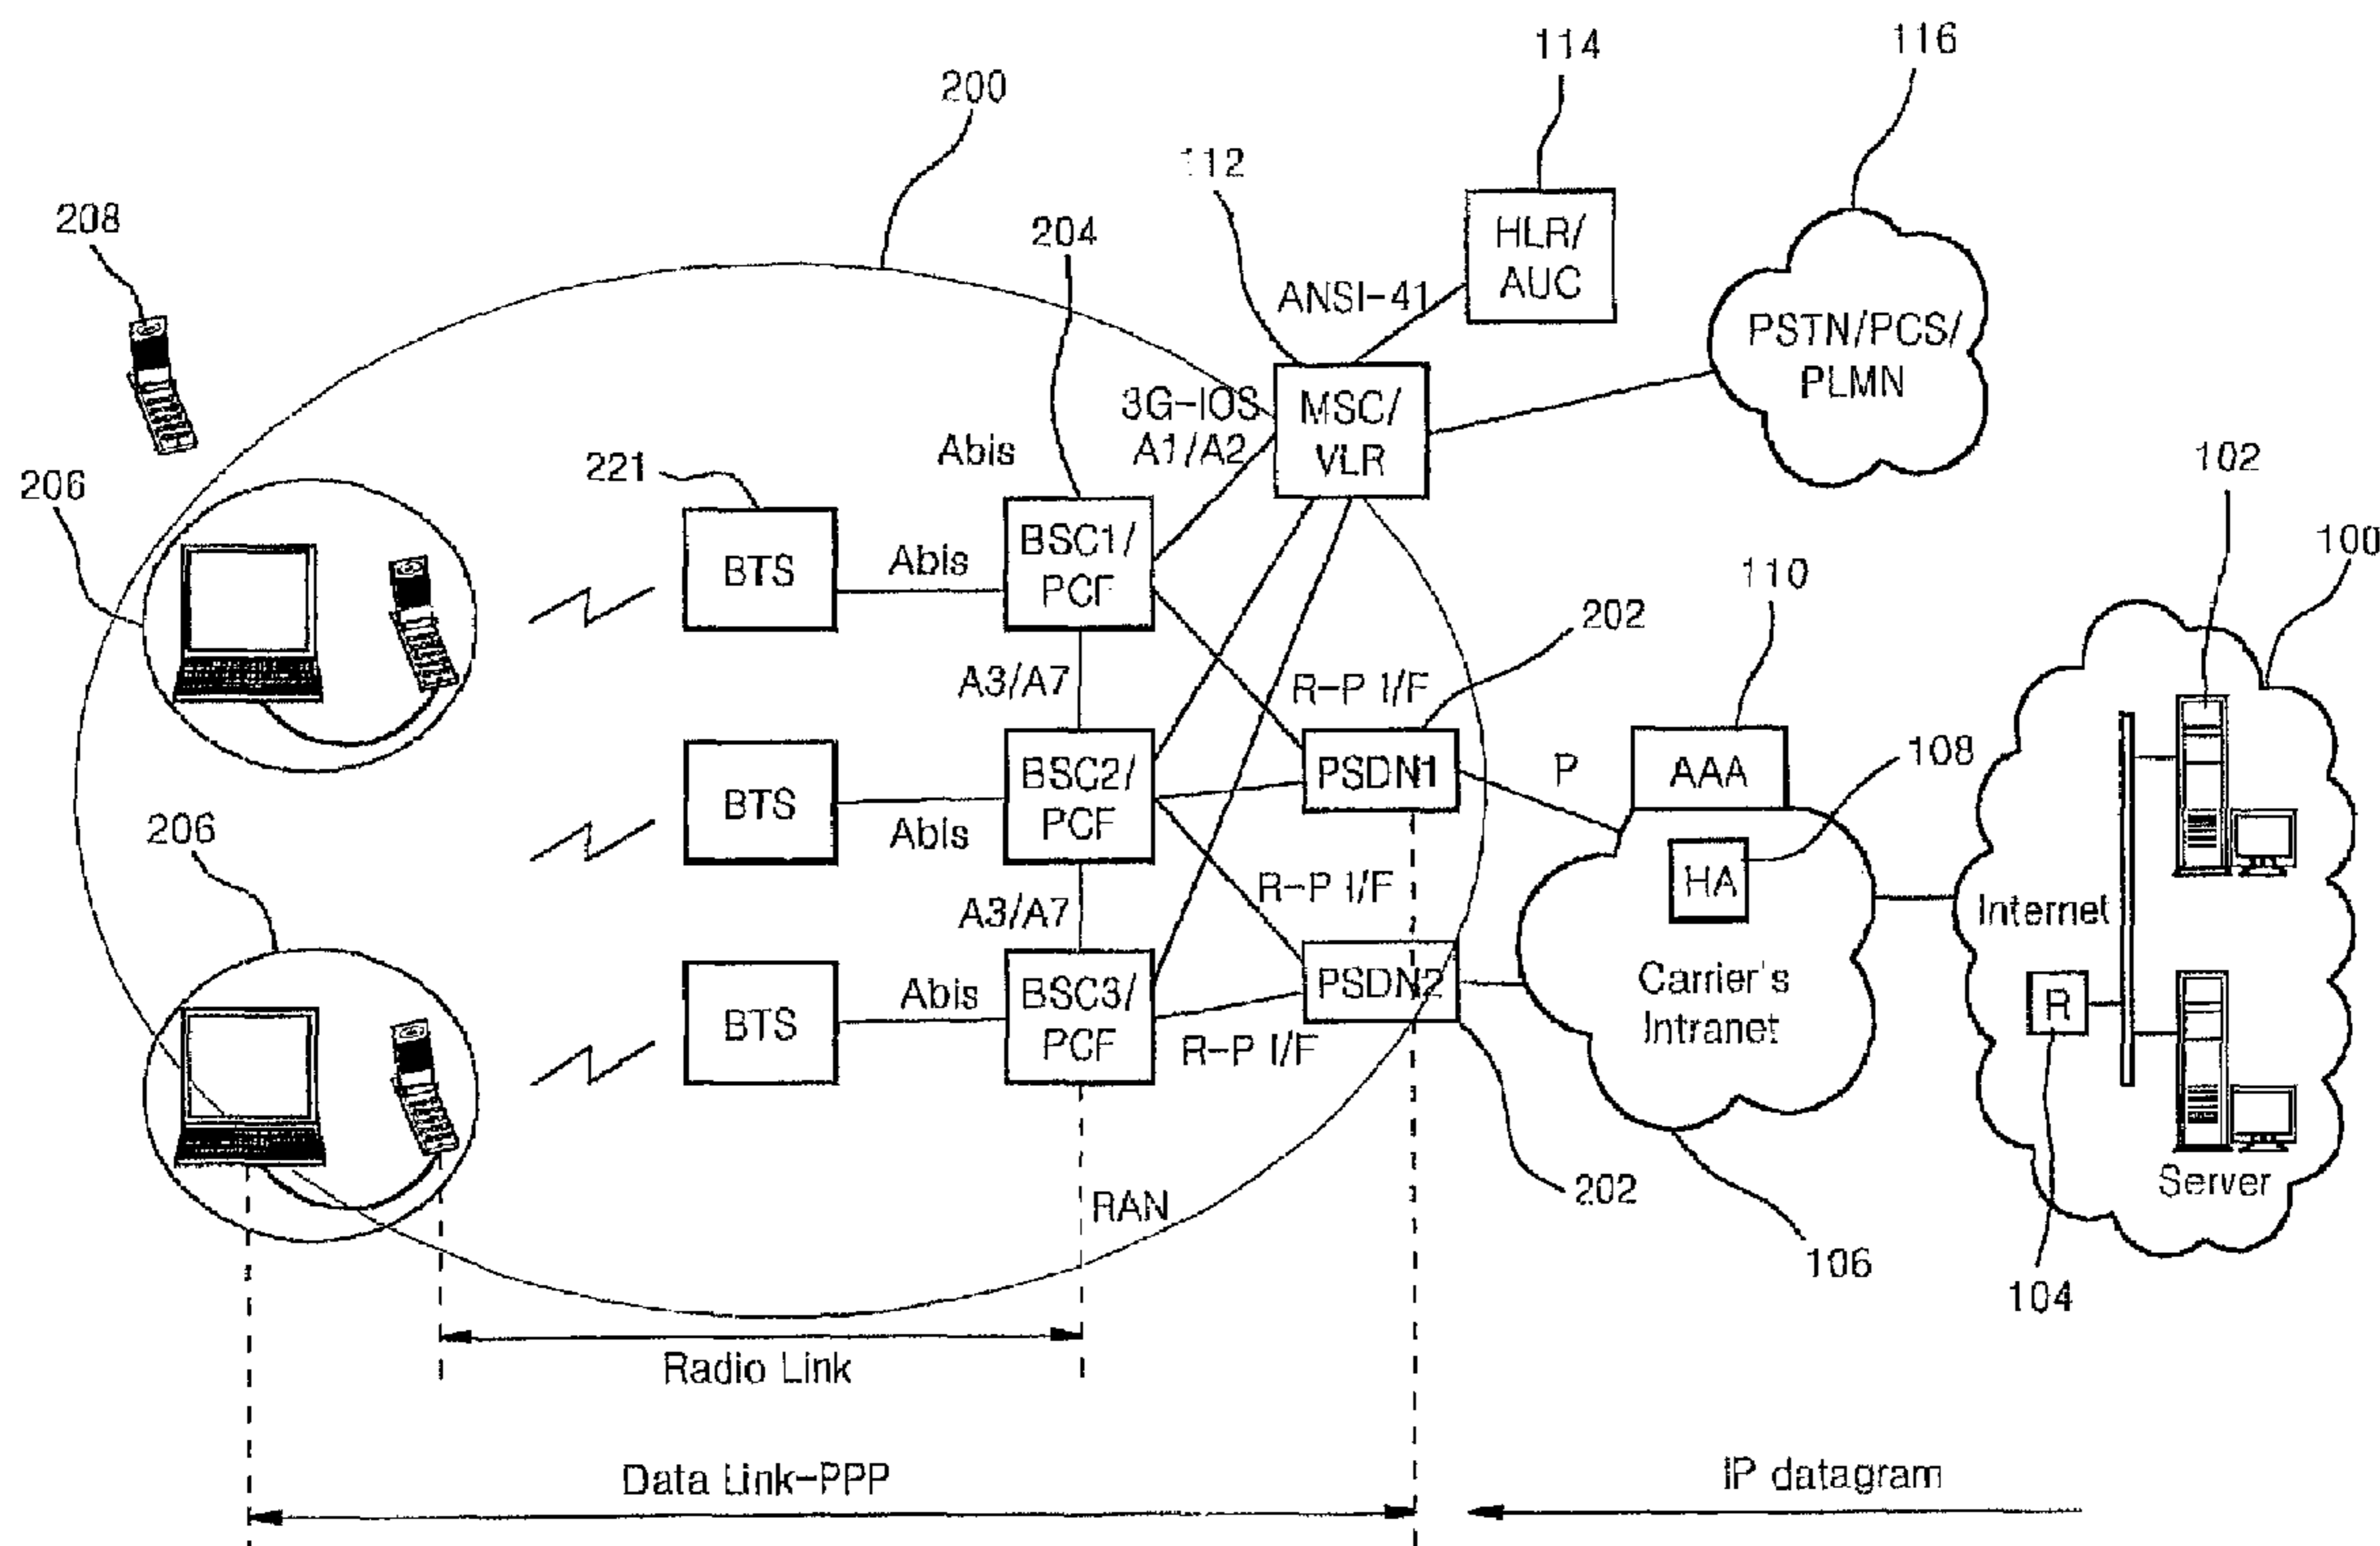 114
116
200
112
208
204
HLR/
AUC
ANSI-41
PSTN/PCS/
PLMN
3G-IOS
A1/A2
MSC/
VLR
Abis
206
221
102
100
BTS
Abis
BSC1/
PCF
110
202
A3/A7
R-P I/F
206
BTS
Abis
BSC2/
PCF
PSDN1
P
AAA
108
HA
R-P I/F
Internet
A3/A7
BTS
Abis
BSC3/
PCF
PSDN2
Carrier's
Intranet
R
R-P I/F
Server
RAN
202
106
104
Radio Link
Data Link-PPP
IP datagram